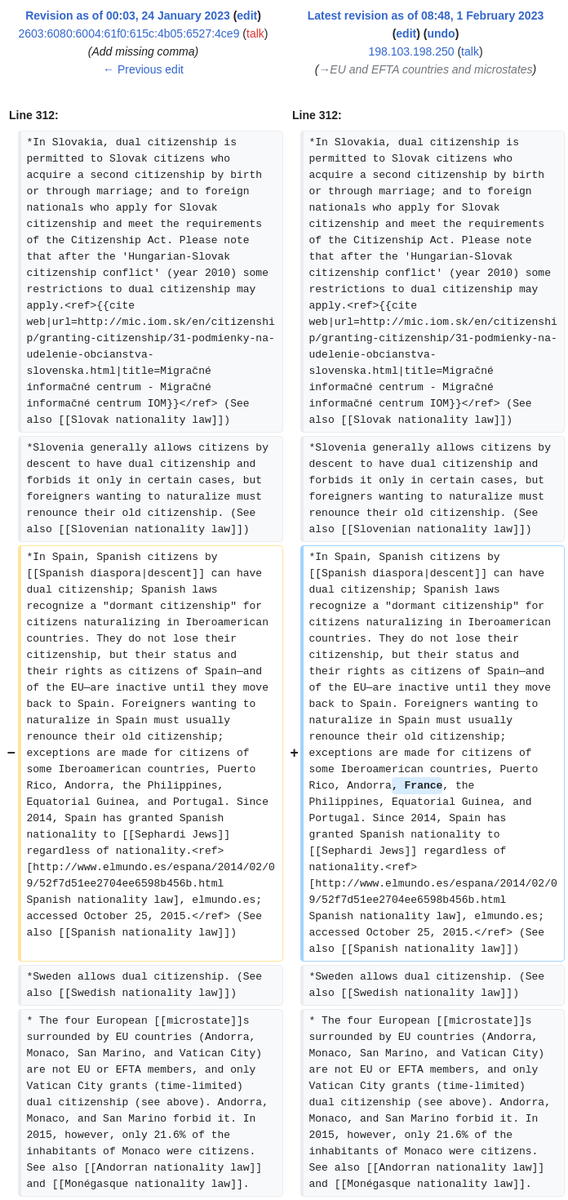 Revision as of 00:03, 24 January 2023 (edit)
2603:6080:6004:61f0:615c:4b05:6527:4ce9 (talk)
(Add missing comma)
← Previous edit
Latest revision as of 08:48, 1 February 2023
(edit) (undo)
198.103.198.250 (talk)
(→EU and EFTA countries and microstates)
Line 312:
*In Slovakia, dual citizenship is
permitted to Slovak citizens who
acquire a second citizenship by birth
or through marriage; and to foreign
nationals who apply for Slovak
citizenship and meet the requirements
of the Citizenship Act. Please note
that after the 'Hungarian-Slovak
citizenship conflict' (year 2010) some
restrictions to dual citizenship may
apply.<ref>{{cite
web|url=http://mic.iom.sk/en/citizenshi
p/granting-citizenship/31-podmienky-na-
udelenie-obcianstva-
slovenska.html|title=Migračné
informačné centrum - Migračné
informačné centrum IOM}}</ref> (See
also [[Slovak nationality law]])
*Slovenia generally allows citizens by
descent to have dual citizenship and
forbids it only in certain cases, but
foreigners wanting to naturalize must
renounce their old citizenship. (See
also [[Slovenian nationality law]])
−
*In Spain, Spanish citizens by
[[Spanish diaspora|descent]] can have
dual citizenship; Spanish laws
recognize a "dormant citizenship" for
citizens naturalizing in Iberoamerican
countries. They do not lose their
citizenship, but their status and
their rights as citizens of Spain—and
of the EU—are inactive until they move
back to Spain. Foreigners wanting to
naturalize in Spain must usually
renounce their old citizenship;
exceptions are made for citizens of
some Iberoamerican countries, Puerto
Rico, Andorra, the Philippines,
Equatorial Guinea, and Portugal. Since
2014, Spain has granted Spanish
nationality to [[Sephardi Jews]]
regardless of nationality.<ref>
[http://www.elmundo.es/espana/2014/02/0
9/52f7d51ee2704ee6598b456b.html
Spanish nationality law], elmundo.es;
accessed October 25, 2015.</ref> (See
also [[Spanish nationality law]])
*Sweden allows dual citizenship. (See
also [[Swedish nationality law]])
* The four European [[microstate]]s
surrounded by EU countries (Andorra,
Monaco, San Marino, and Vatican City)
are not EU or EFTA members, and only
Vatican City grants (time-limited)
dual citizenship (see above). Andorra,
Monaco, and San Marino forbid it. In
2015, however, only 21.6% of the
inhabitants of Monaco were citizens.
See also [[Andorran nationality law]]
and [[Monégasque nationality law]].
Line 312:
*In Slovakia, dual citizenship is
permitted to Slovak citizens who
acquire a second citizenship by birth
or through marriage; and to foreign
nationals who apply for Slovak
citizenship and meet the requirements
of the Citizenship Act. Please note
that after the 'Hungarian-Slovak
citizenship conflict' (year 2010) some
restrictions to dual citizenship may
apply.<ref>{{cite
web|url=http://mic.iom.sk/en/citizenshi
p/granting-citizenship/31-podmienky-na-
udelenie-obcianstva-
slovenska.html|title=Migračné
informačné centrum - Migračné
informačné centrum IOM}}</ref> (See
also [[Slovak nationality law]])
*Slovenia generally allows citizens by
descent to have dual citizenship and
forbids it only in certain cases, but
foreigners wanting to naturalize must
renounce their old citizenship. (See
also [[Slovenian nationality law]])
+
*In Spain, Spanish citizens by
[[Spanish diaspora|descent]] can have
dual citizenship; Spanish laws
recognize a "dormant citizenship" for
citizens naturalizing in Iberoamerican
countries. They do not lose their
citizenship, but their status and
their rights as citizens of Spain—and
of the EU—are inactive until they move
back to Spain. Foreigners wanting to
naturalize in Spain must usually
renounce their old citizenship;
exceptions are made for citizens of
some Iberoamerican countries, Puerto
Rico, Andorra, France, the
Philippines, Equatorial Guinea, and
Portugal. Since 2014, Spain has
granted Spanish nationality to
[[Sephardi Jews]] regardless of
nationality.<ref>
[http://www.elmundo.es/espana/2014/02/0
9/52f7d51ee2704ee6598b456b.html
Spanish nationality law], elmundo.es;
accessed October 25, 2015.</ref> (See
also [[Spanish nationality law]])
*Sweden allows dual citizenship. (See
also [[Swedish nationality law]])
* The four European [[microstate]]s
surrounded by EU countries (Andorra,
Monaco, San Marino, and Vatican City)
are not EU or EFTA members, and only
Vatican City grants (time-limited)
dual citizenship (see above). Andorra,
Monaco, and San Marino forbid it. In
2015, however, only 21.6% of the
inhabitants of Monaco were citizens.
See also [[Andorran nationality law]]
and [[Monégasque nationality law]].